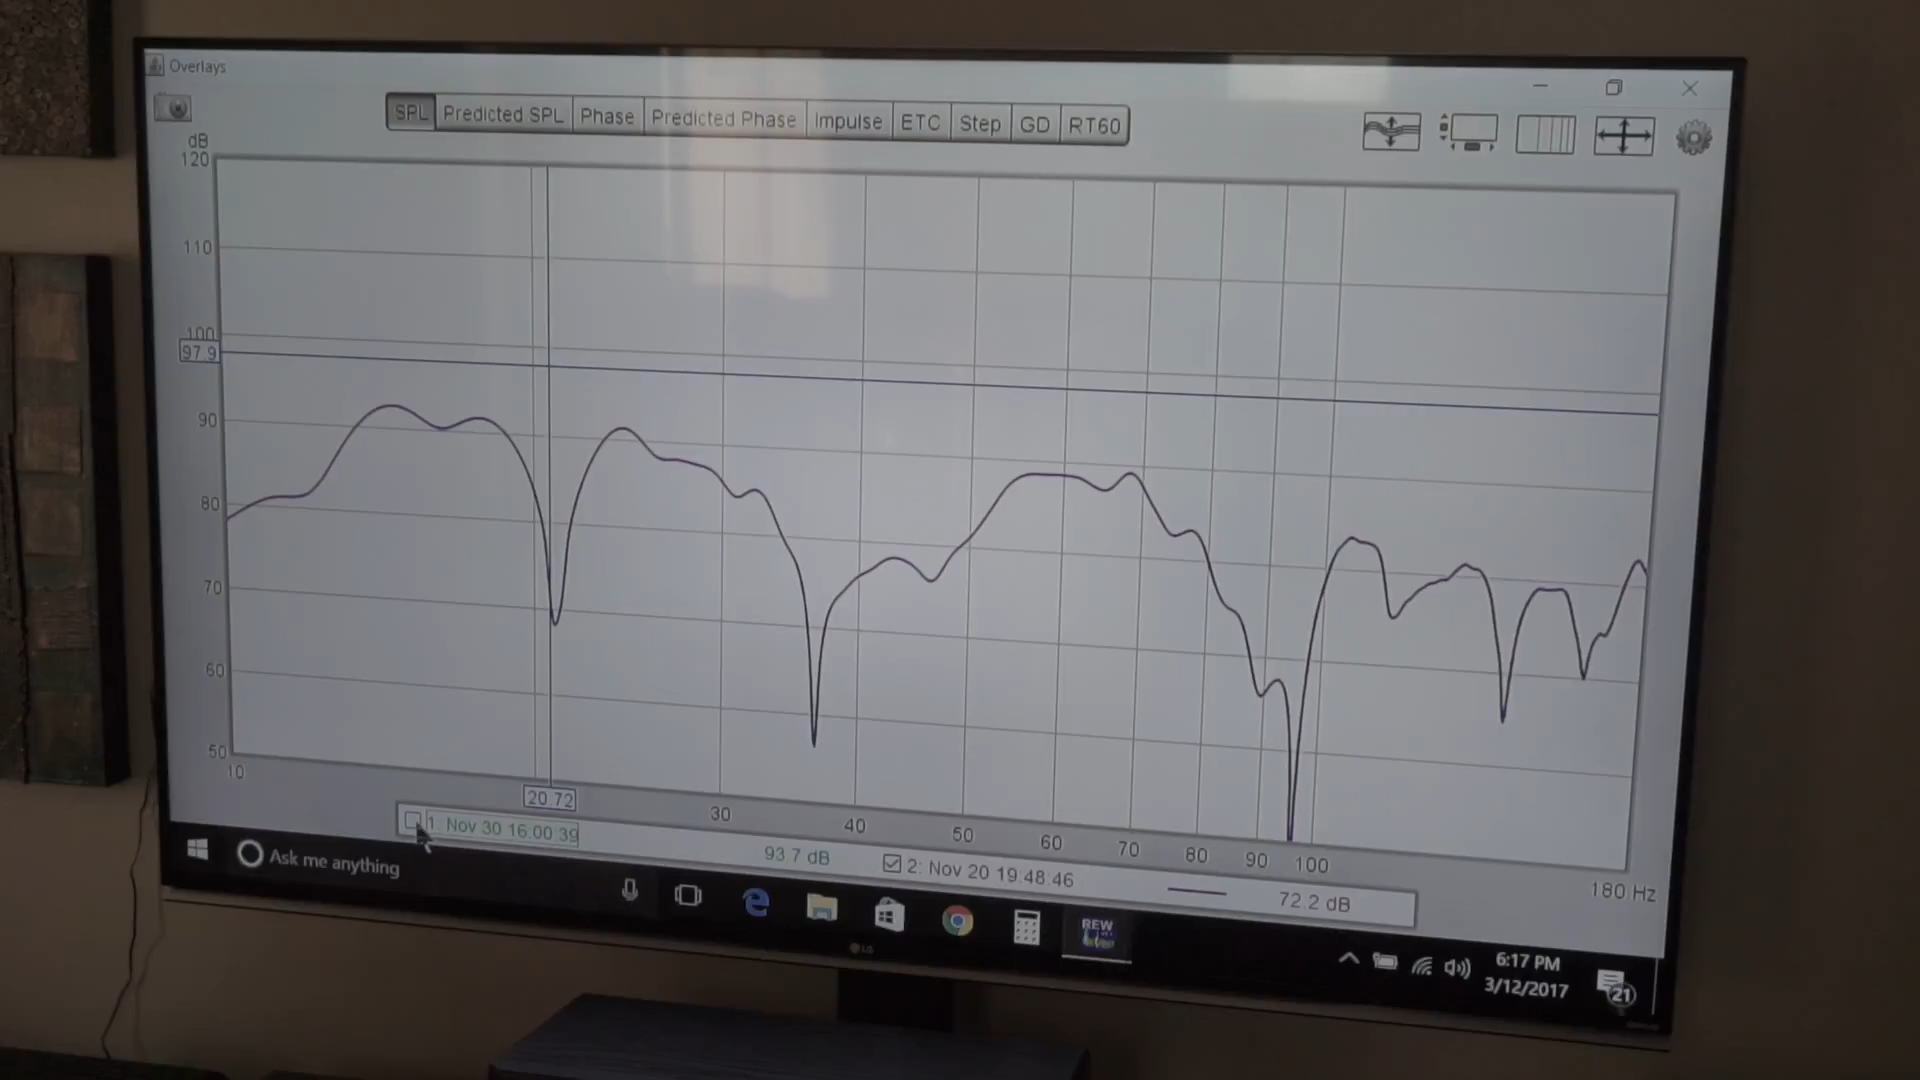 Overlays
SPL Predicted SPL Phase Predicted Phase Impulse ETC Step GD RT60
dB
120
110
100
97.9
90
80
70
60
50
10
20.72
30
40
50
60
70
80
90
100
180 Hz
1: Nov 30 16:00:39
93.7 dB
2: Nov 20 19:48:46
72.2 dB
Ask me anything
REW
LG
6:17 PM
3/12/2017
21